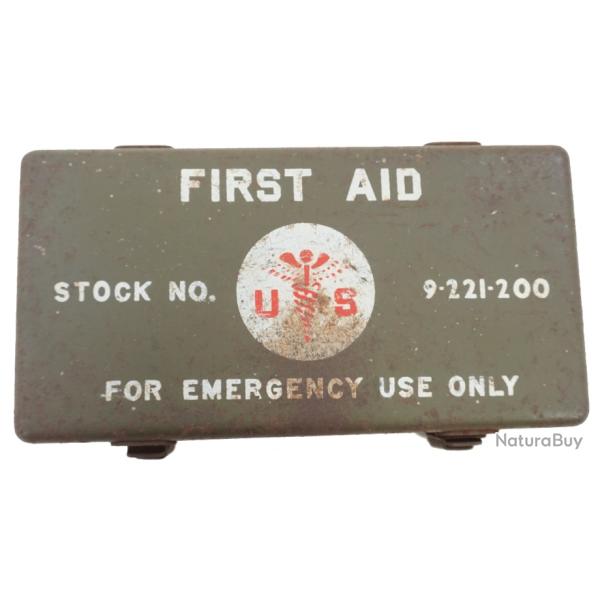 FIRST AID
STOCK NO. U S 9-221-200
FOR EMERGENCY USE ONLY
NaturaBuy